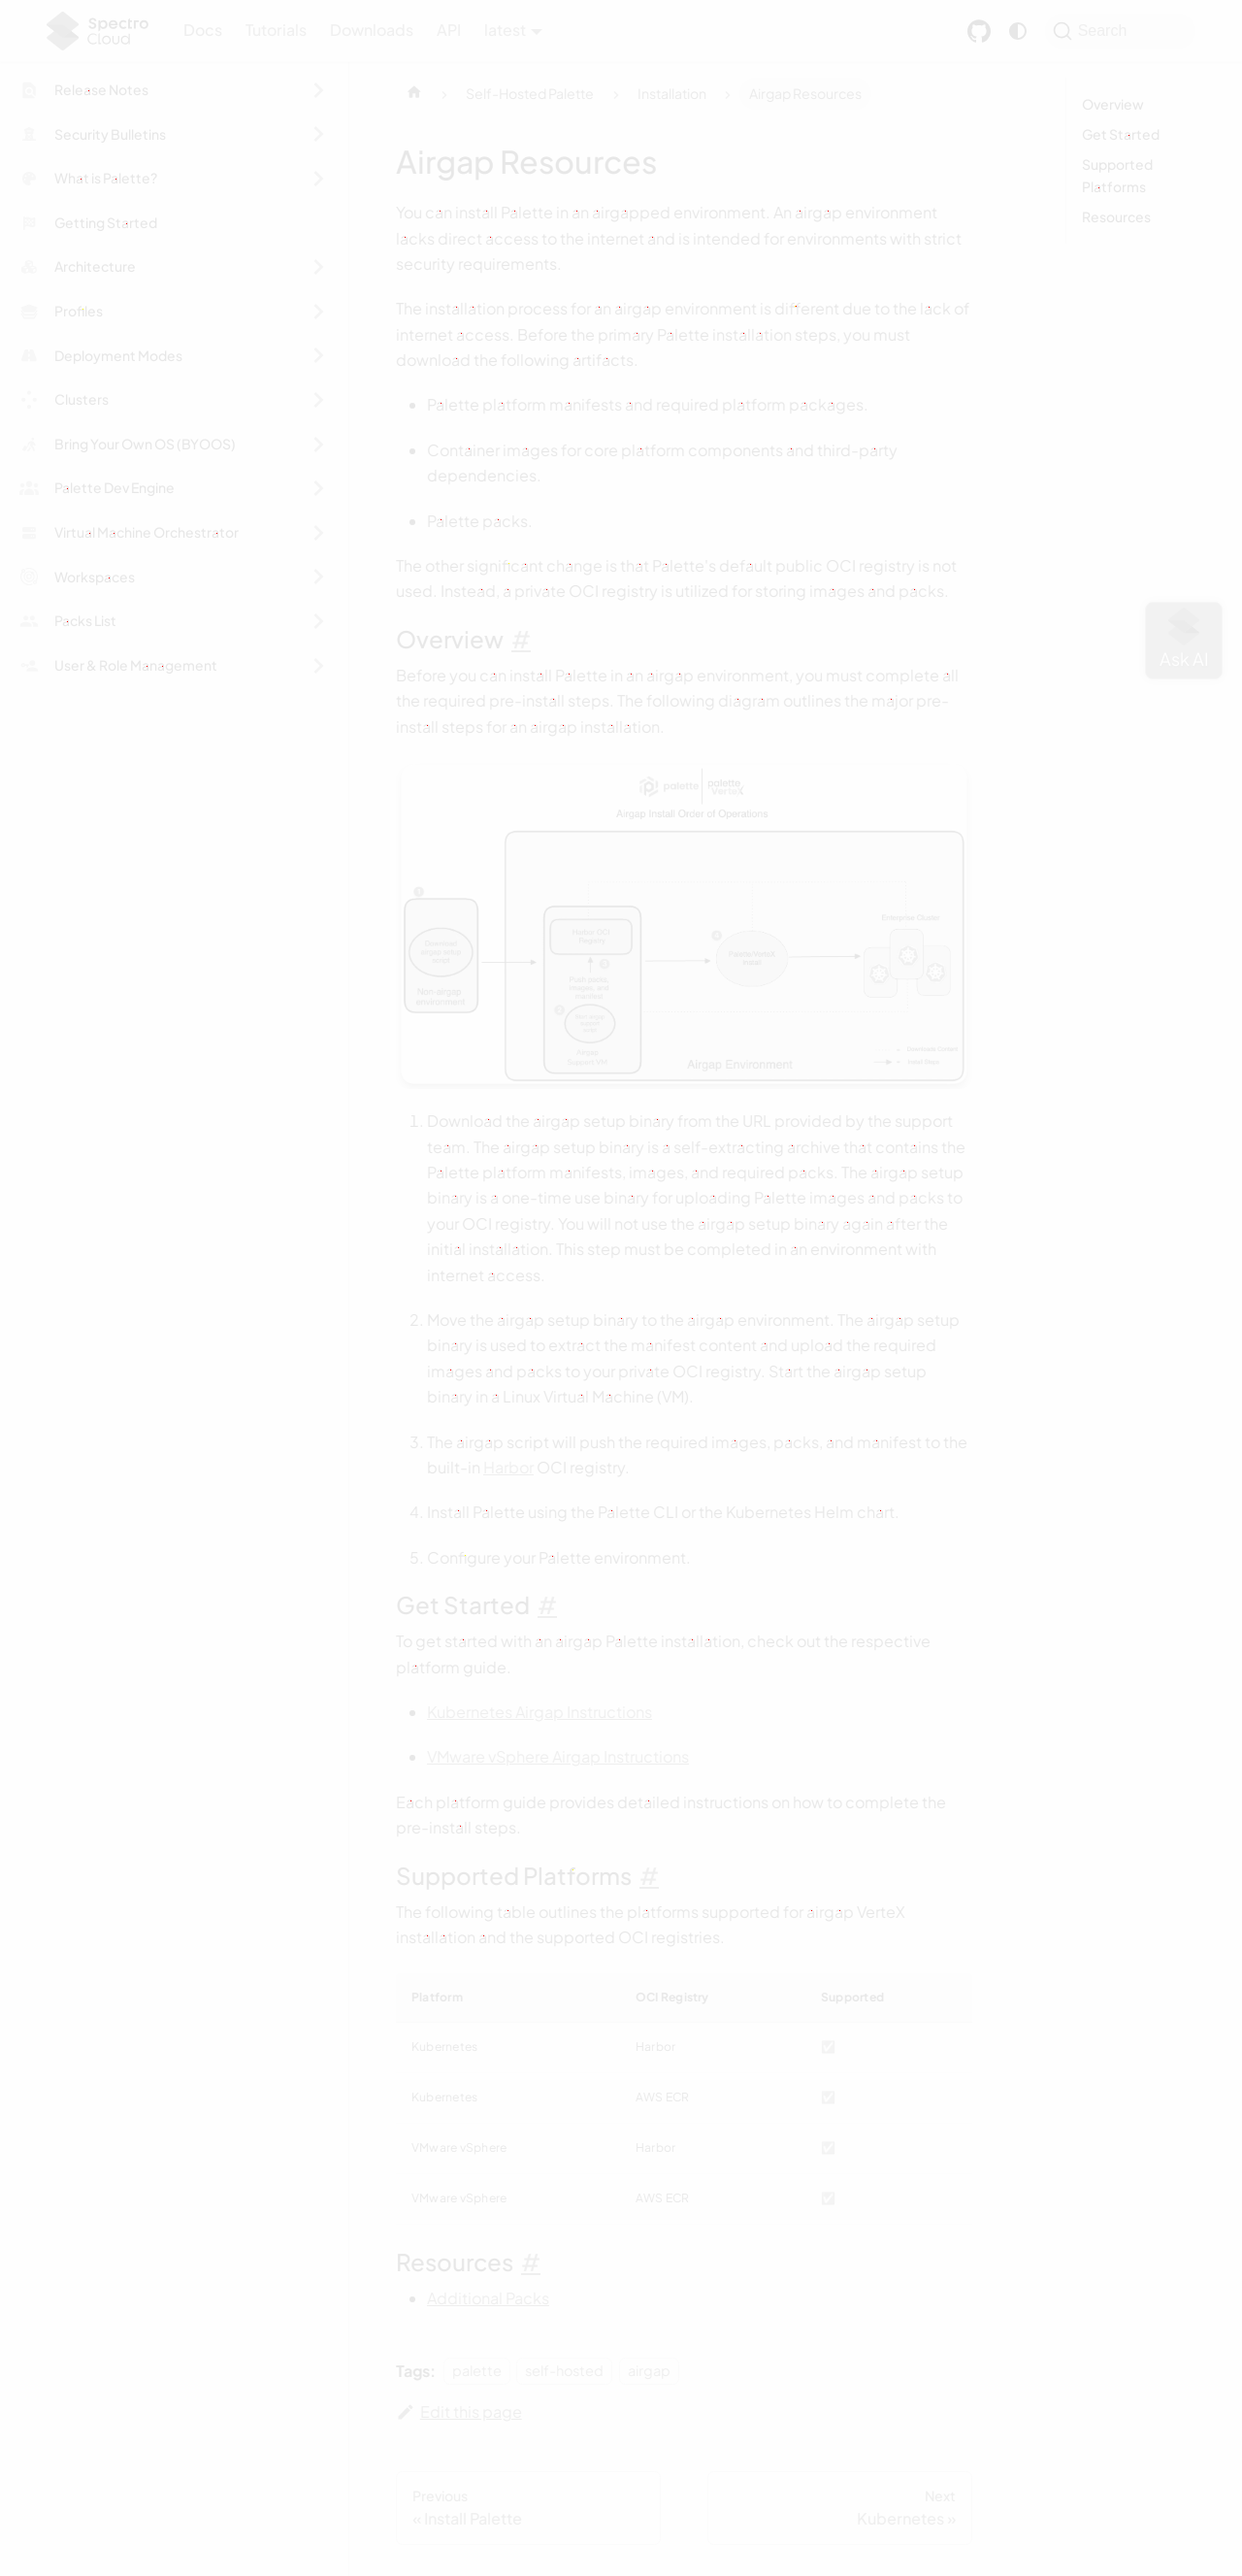 Spectro Cloud
Docs
Tutorials
Downloads
API
latest
Search
Release Notes
Security Bulletins
What is Palette?
Getting Started
Architecture
Profiles
Deployment Modes
Clusters
Bring Your Own OS (BYOOS)
Palette Dev Engine
Virtual Machine Orchestrator
Workspaces
Packs List
User & Role Management
Self-Hosted Palette
Installation
Airgap Resources
Overview
Get Started
Supported
Platforms
Resources
Airgap Resources
You can install Palette in an airgapped environment. An airgap environment
lacks direct access to the internet and is intended for environments with strict
security requirements.
The installation process for an airgap environment is different due to the lack of
internet access. Before the primary Palette installation steps, you must
download the following artifacts.
• Palette platform manifests and required platform packages.
• Container images for core platform components and third-party
dependencies.
• Palette packs.
The other significant change is that Palette's default public OCI registry is not
used. Instead, a private OCI registry is utilized for storing images and packs.
Ask AI
Overview #
Before you can install Palette in an airgap environment, you must complete all
the required pre-install steps. The following diagram outlines the major pre-
install steps for an airgap installation.
palette
palette VerteX
Airgap Install Order of Operations
1
Download airgap setup script
Non-airgap environment
Harbor OCI Registry
3
Push packs, images, and manifest
2
Start airgap support script
Airgap Support VM
4
Palette/VerteX Install
Enterprise Cluster
Airgap Environment
Install Steps
1. Download the airgap setup binary from the URL provided by the support
team. The airgap setup binary is a self-extracting archive that contains the
Palette platform manifests, images, and required packs. The airgap setup
binary is a one-time use binary for uploading Palette images and packs to
your OCI registry. You will not use the airgap setup binary again after the
initial installation. This step must be completed in an environment with
internet access.
2. Move the airgap setup binary to the airgap environment. The airgap setup
binary is used to extract the manifest content and upload the required
images and packs to your private OCI registry. Start the airgap setup
binary in a Linux Virtual Machine (VM).
3. The airgap script will push the required images, packs, and manifest to the
built-in Harbor OCI registry.
4. Install Palette using the Palette CLI or the Kubernetes Helm chart.
5. Configure your Palette environment.
Get Started #
To get started with an airgap Palette installation, check out the respective
platform guide.
• Kubernetes Airgap Instructions
• VMware vSphere Airgap Instructions
Each platform guide provides detailed instructions on how to complete the
pre-install steps.
Supported Platforms #
The following table outlines the platforms supported for airgap VerteX
installation and the supported OCI registries.
Platform OCI Registry Supported
Kubernetes Harbor ✅
Kubernetes AWS ECR ✅
VMware vSphere Harbor ✅
VMware vSphere AWS ECR ✅
Resources #
• Additional Packs
Tags: palette self-hosted airgap
Edit this page
Previous
« Install Palette
Next
Kubernetes »